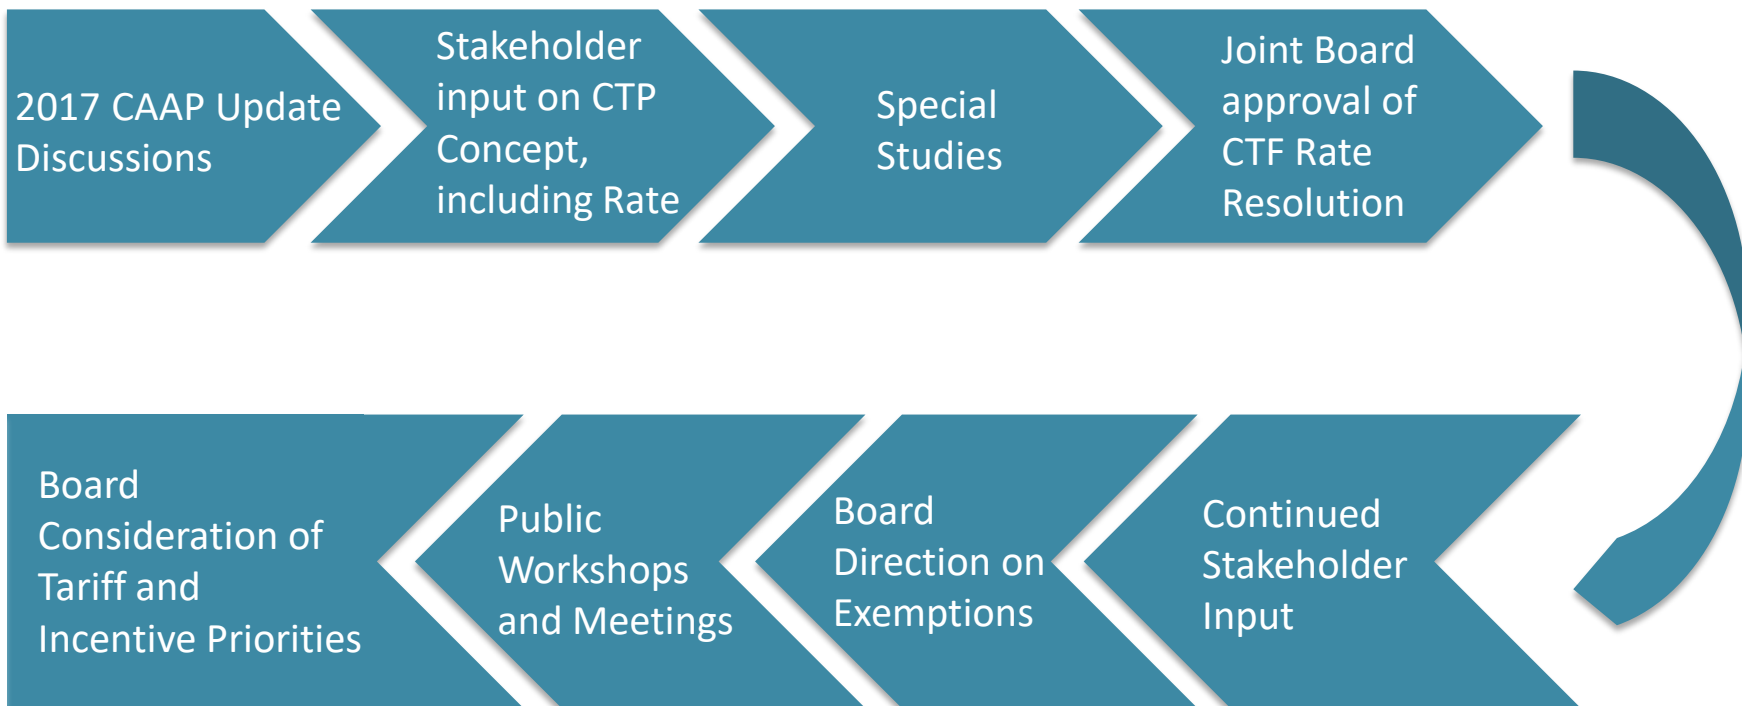 2017 CAAP Update
Discussions
Stakeholder
input on CTP
Concept,
including Rate
Special
Studies
Joint Board
approval of
CTF Rate
Resolution
Continued
Stakeholder
Input
Board
Direction on
Exemptions
Public
Workshops
and Meetings
Board
Consideration of
Tariff and
Incentive Priorities